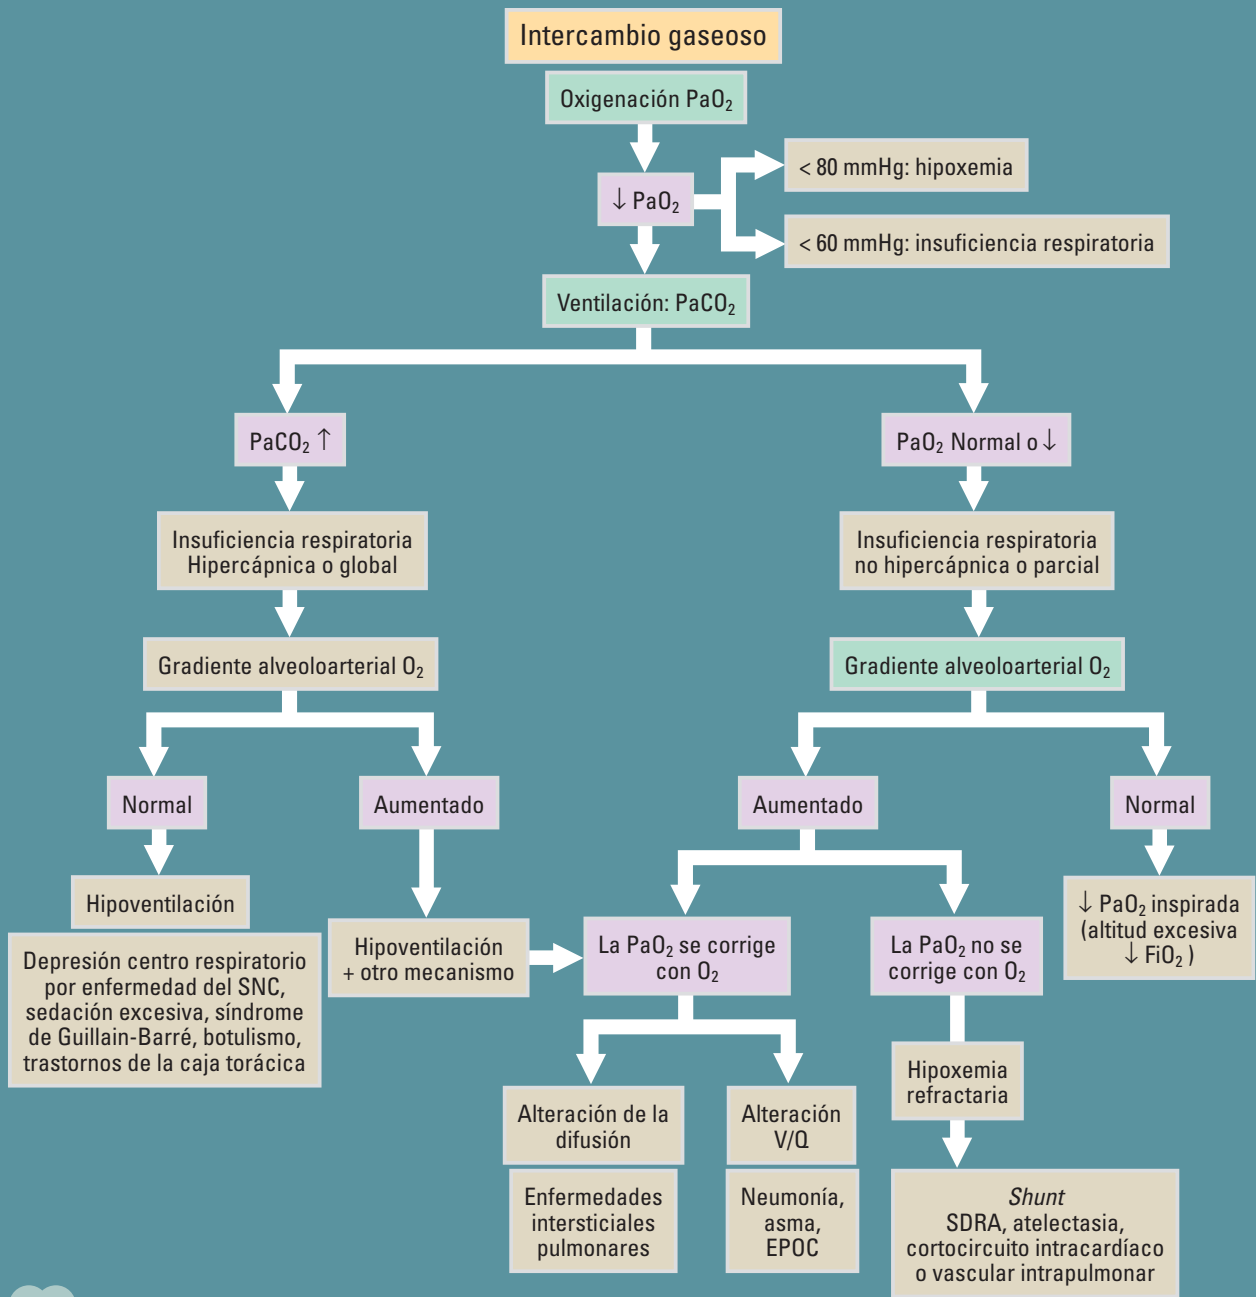 Intercambio gaseoso
Oxigenación PaO₂
↓ PaO₂
< 80 mmHg: hipoxemia
< 60 mmHg: insuficiencia respiratoria
Ventilación: PaCO₂
PaCO₂ ↑
Insuficiencia respiratoria
Hipercápnica o global
Gradiente alveoloarterial O₂
Normal
Hipoventilación
Depresión centro respiratorio
por enfermedad del SNC,
sedación excesiva, síndrome
de Guillain-Barré, botulismo,
trastornos de la caja torácica
Aumentado
Hipoventilación
+ otro mecanismo
PaO₂ Normal o ↓
Insuficiencia respiratoria
no hipercápnica o parcial
Gradiente alveoloarterial O₂
Aumentado
La PaO₂ se corrige
con O₂
Alteración de la
difusión
Enfermedades
intersticiales
pulmonares
Alteración
V/Q
Neumonía,
asma,
EPOC
La PaO₂ no se
corrige con O₂
Hipoxemia
refractaria
Shunt
SDRA, atelectasia,
cortocircuito intracardíaco
o vascular intrapulmonar
Normal
↓ PaO₂ inspirada
(altitud excesiva
↓ FiO₂ )